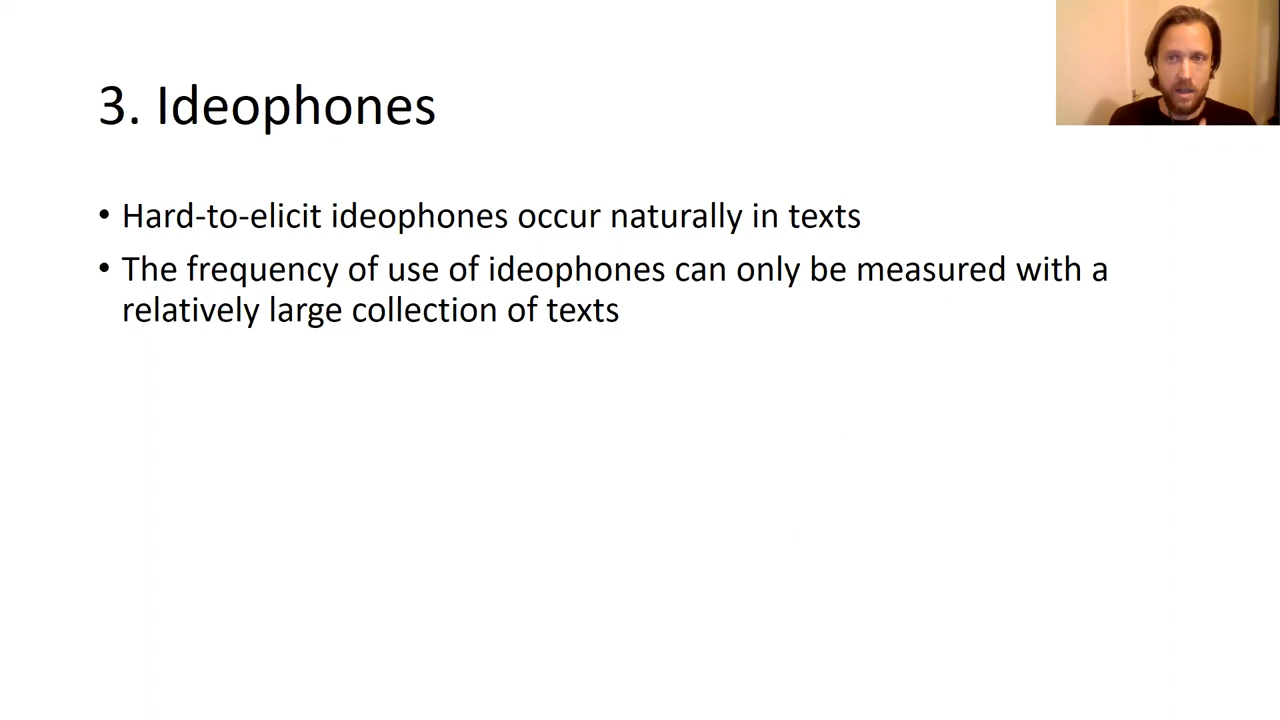 3. Ideophones
• Hard-to-elicit ideophones occur naturally in texts
• The frequency of use of ideophones can only be measured with a
relatively large collection of texts